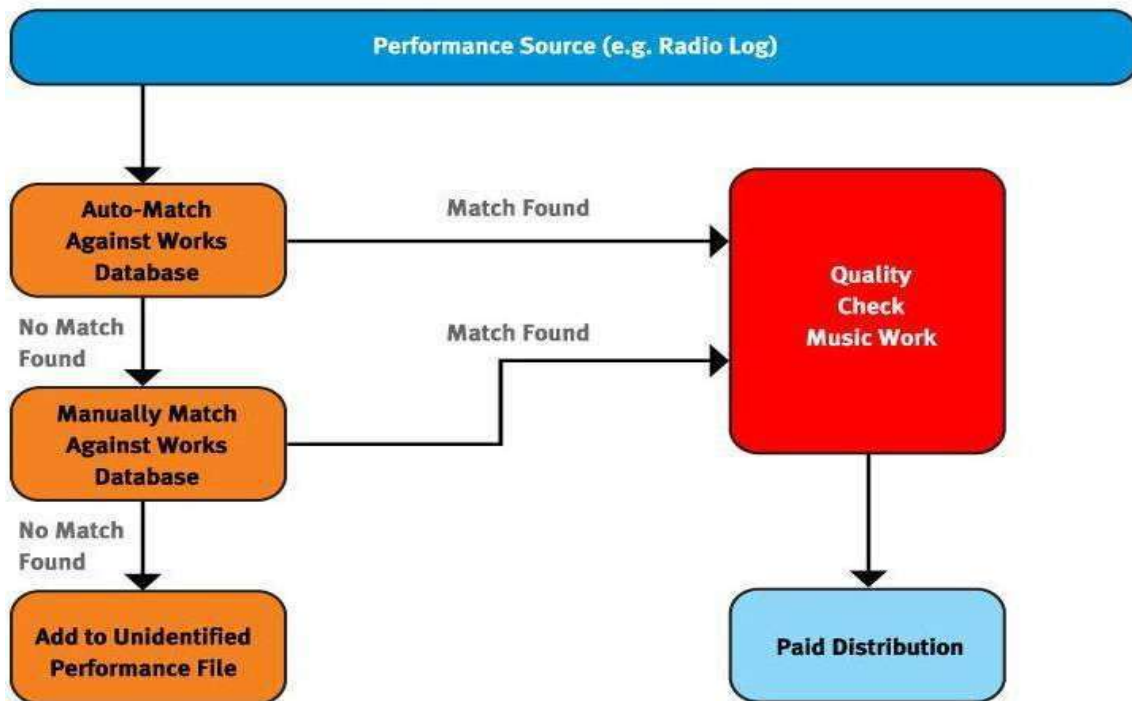 Performance Source (e.g. Radio Log)
Auto-Match
Against Works
Database
Match Found
Quality
Check
Music Work
No Match
Found
Match Found
Manually Match
Against Works
Database
No Match
Found
Add to Unidentified
Performance File
Paid Distribution